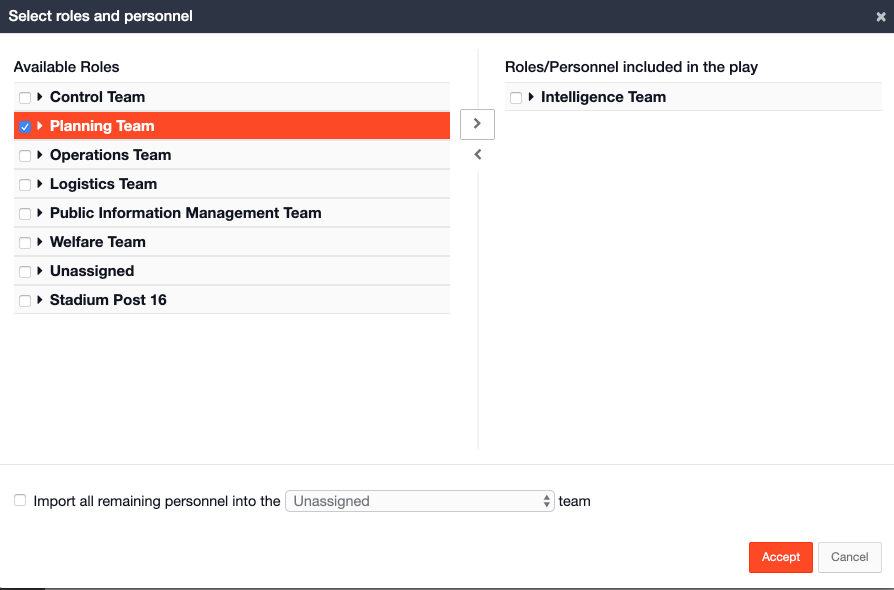 Select roles and personnel
Available Roles
Control Team
Planning Team
Operations Team
Logistics Team
Public Information Management Team
Welfare Team
Unassigned
Stadium Post 16
Roles/Personnel included in the play
Intelligence Team
Import all remaining personnel into the Unassigned team
Accept Cancel